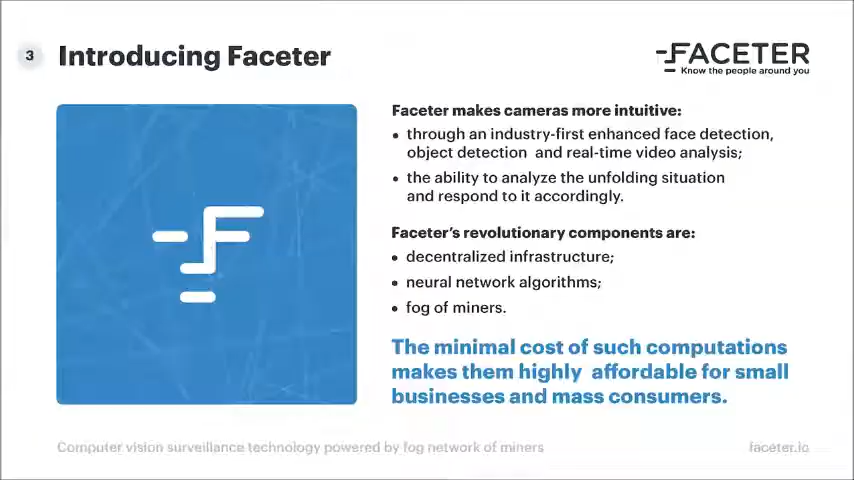 3
Introducing Faceter
FACETER
Know the people around you
Faceter makes cameras more intuitive:
• through an industry-first enhanced face detection,
object detection and real-time video analysis;
• the ability to analyze the unfolding situation
and respond to it accordingly.
Faceter's revolutionary components are:
• decentralized infrastructure;
• neural network algorithms;
• fog of miners.
The minimal cost of such computations
makes them highly affordable for small
businesses and mass consumers.
Computer vision surveillance technology powered by fog network of miners
faceter.io